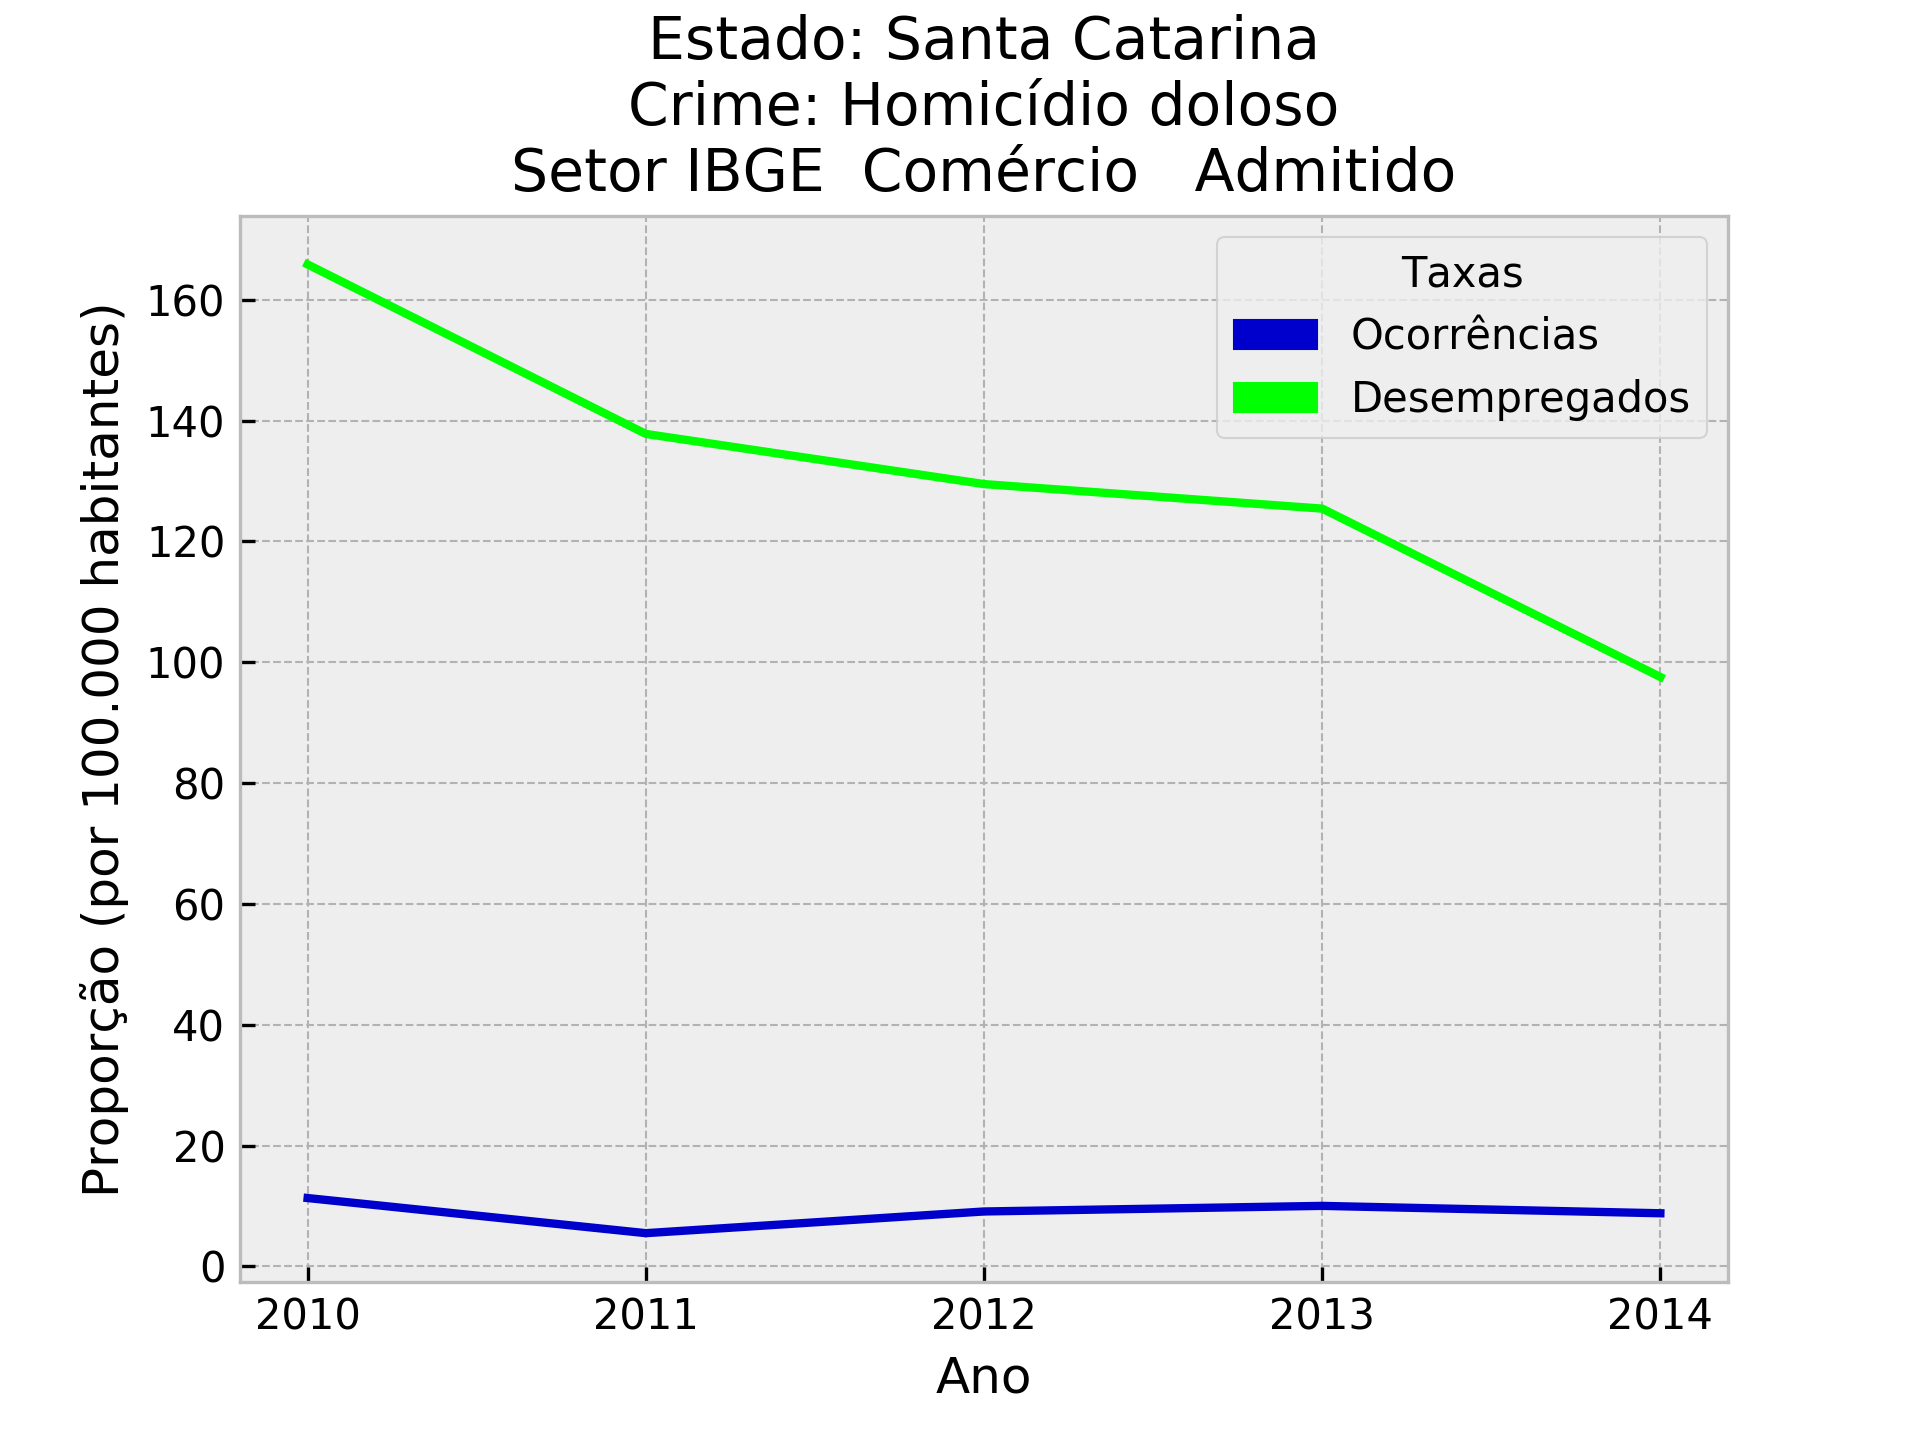 Estado: Santa Catarina
Crime: Homicídio doloso
Setor IBGE  Comércio   Admitido
Proporção (por 100.000 habitantes)
160
140
120
100
80
60
40
20
0
Taxas
Ocorrências
Desempregados
2010 2011 2012 2013 2014
Ano